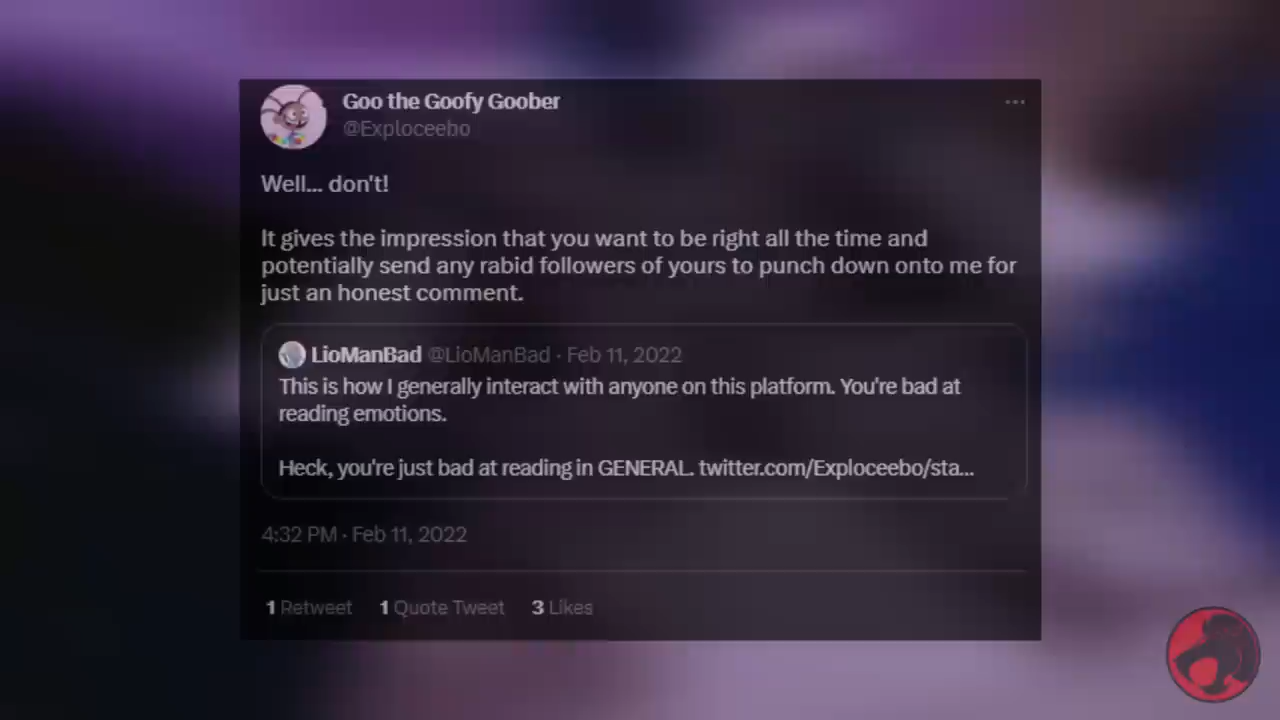 Goo the Goofy Goober
@Exploceebo
Well... don't!
It gives the impression that you want to be right all the time and
potentially send any rabid followers of yours to punch down onto me for
just an honest comment.
LioManBad @LioManBad · Feb 11, 2022
This is how I generally interact with anyone on this platform. You're bad at
reading emotions.
Heck, you're just bad at reading in GENERAL. twitter.com/Exploceebo/sta...
4:32 PM · Feb 11, 2022
1 Retweet 1 Quote Tweet 3 Likes